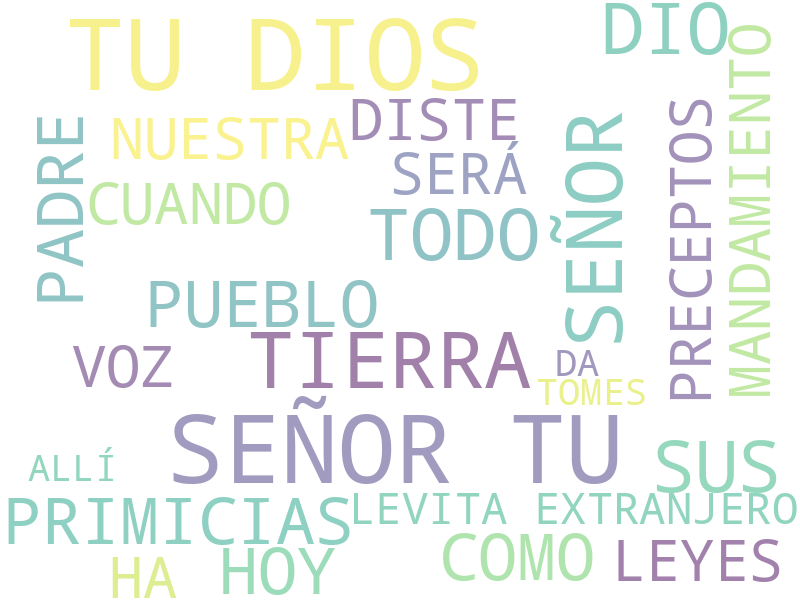 TU DIOS
DIO
DISTE
NUESTRA
SERÁ
CUANDO
TODO
PADRE
SEÑOR
PRECEPTOS
MANDAMIENTO
PUEBLO
TIERRA
VOZ
DA
TOMES
SEÑOR TU
SUS
ALLÍ
PRIMICIAS
LEVITA EXTRANJERO
HA
HOY
COMO
LEYES